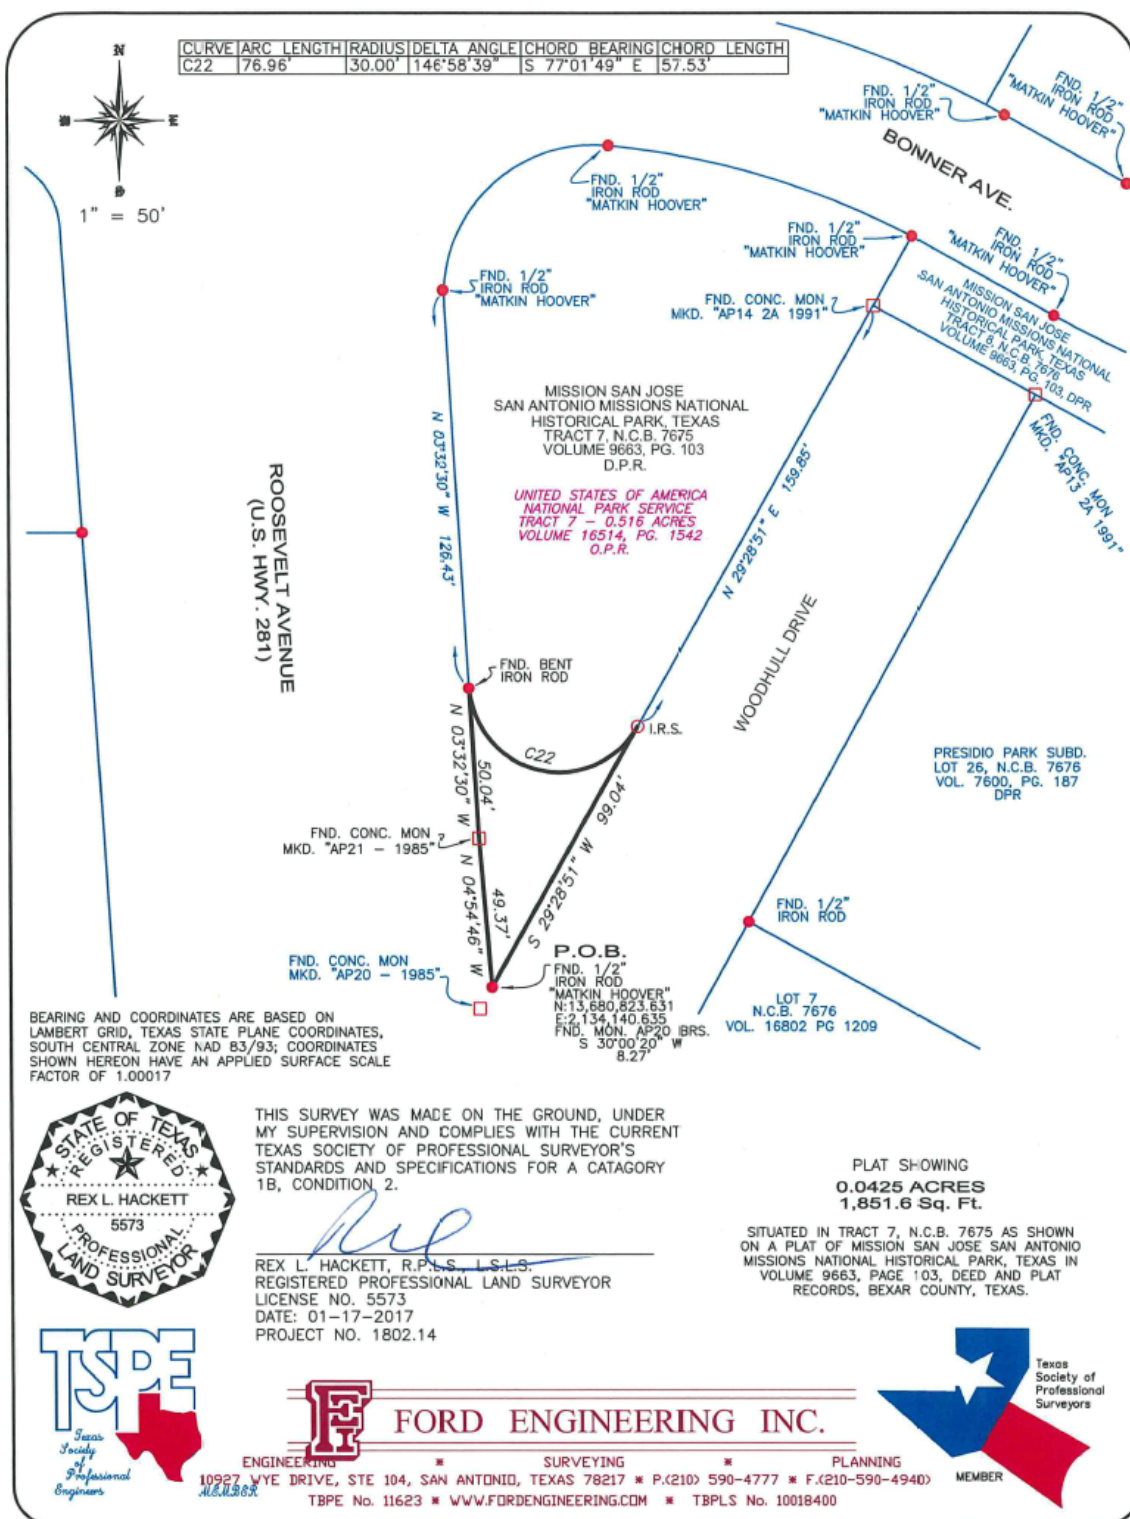 CURVE ARC LENGTH RADIUS DELTA ANGLE CHORD BEARING CHORD LENGTH
C22 76.96' 30.00' 146°58'39" S 77°01'49" E 57.53'
N
S
1" = 50'
FND. 1/2"
IRON ROD
"MATKIN HOOVER"
FND. 1/2"
IRON ROD
"MATKIN HOOVER"
BONNER AVE.
FND. 1/2"
IRON ROD
"MATKIN HOOVER"
FND. 1/2"
IRON ROD
"MATKIN HOOVER"
FND. 1/2"
IRON ROD
"MATKIN HOOVER"
FND. 1/2"
IRON ROD
"MATKIN HOOVER"
FND. CONC. MON
MKD. "AP14 2A 1991"
MISSION SAN JOSE
SAN ANTONIO MISSIONS NATIONAL
HISTORICAL PARK, TEXAS
TRACT 8, N.C.B. 7676
VOLUME 9663, PG. 103, DPR
FND. CONC. MON
MKD. "AP13 2A 1991"
MISSION SAN JOSE
SAN ANTONIO MISSIONS NATIONAL
HISTORICAL PARK, TEXAS
TRACT 7, N.C.B. 7675
VOLUME 9663, PG. 103
D.P.R.
UNITED STATES OF AMERICA
NATIONAL PARK SERVICE
TRACT 7 – 0.516 ACRES
VOLUME 16514, PG. 1542
O.P.R.
N 03°32'30" W 126.43'
N 29°28'51" E 159.85'
ROOSEVELT AVENUE
(U.S. HWY. 281)
WOODHULL DRIVE
FND. BENT
IRON ROD
I.R.S.
C22
N 03°32'30" W
50.04'
S 29°28'51" W 99.04'
PRESIDIO PARK SUBD.
LOT 26, N.C.B. 7676
VOL. 7600, PG. 187
DPR
FND. CONC. MON
MKD. "AP21 – 1985"
N 04°54'46" W
49.37'
FND. 1/2"
IRON ROD
FND. CONC. MON
MKD. "AP20 – 1985"
P.O.B.
FND. 1/2"
IRON ROD
"MATKIN HOOVER"
N:13,680,823.631
E:2,134,140.635
FND. MON. AP20 BRS.
S 30°00'20" W
8.27'
LOT 7
N.C.B. 7676
VOL. 16802 PG 1209
BEARING AND COORDINATES ARE BASED ON
LAMBERT GRID, TEXAS STATE PLANE COORDINATES,
SOUTH CENTRAL ZONE NAD 83/93; COORDINATES
SHOWN HEREON HAVE AN APPLIED SURFACE SCALE
FACTOR OF 1.00017
STATE OF TEXAS
REGISTERED
REX L. HACKETT
5573
PROFESSIONAL
LAND SURVEYOR
THIS SURVEY WAS MADE ON THE GROUND, UNDER
MY SUPERVISION AND COMPLIES WITH THE CURRENT
TEXAS SOCIETY OF PROFESSIONAL SURVEYOR'S
STANDARDS AND SPECIFICATIONS FOR A CATAGORY
1B, CONDITION 2.
REX L. HACKETT, R.P.L.S., L.S.L.S.
REGISTERED PROFESSIONAL LAND SURVEYOR
LICENSE NO. 5573
DATE: 01–17–2017
PROJECT NO. 1802.14
PLAT SHOWING
0.0425 ACRES
1,851.6 Sq. Ft.
SITUATED IN TRACT 7, N.C.B. 7675 AS SHOWN
ON A PLAT OF MISSION SAN JOSE SAN ANTONIO
MISSIONS NATIONAL HISTORICAL PARK, TEXAS IN
VOLUME 9663, PAGE 103, DEED AND PLAT
RECORDS, BEXAR COUNTY, TEXAS.
TSPE
Texas
Society
of
Professional
Engineers
MEMBER
FORD ENGINEERING INC.
ENGINEERING * SURVEYING * PLANNING
10927 WYE DRIVE, STE 104, SAN ANTONIO, TEXAS 78217 * P.(210) 590-4777 * F.(210-590-4940)
TBPE No. 11623 * WWW.FORDENGINEERING.COM * TBPLS No. 10018400
Texas
Society of
Professional
Surveyors
MEMBER